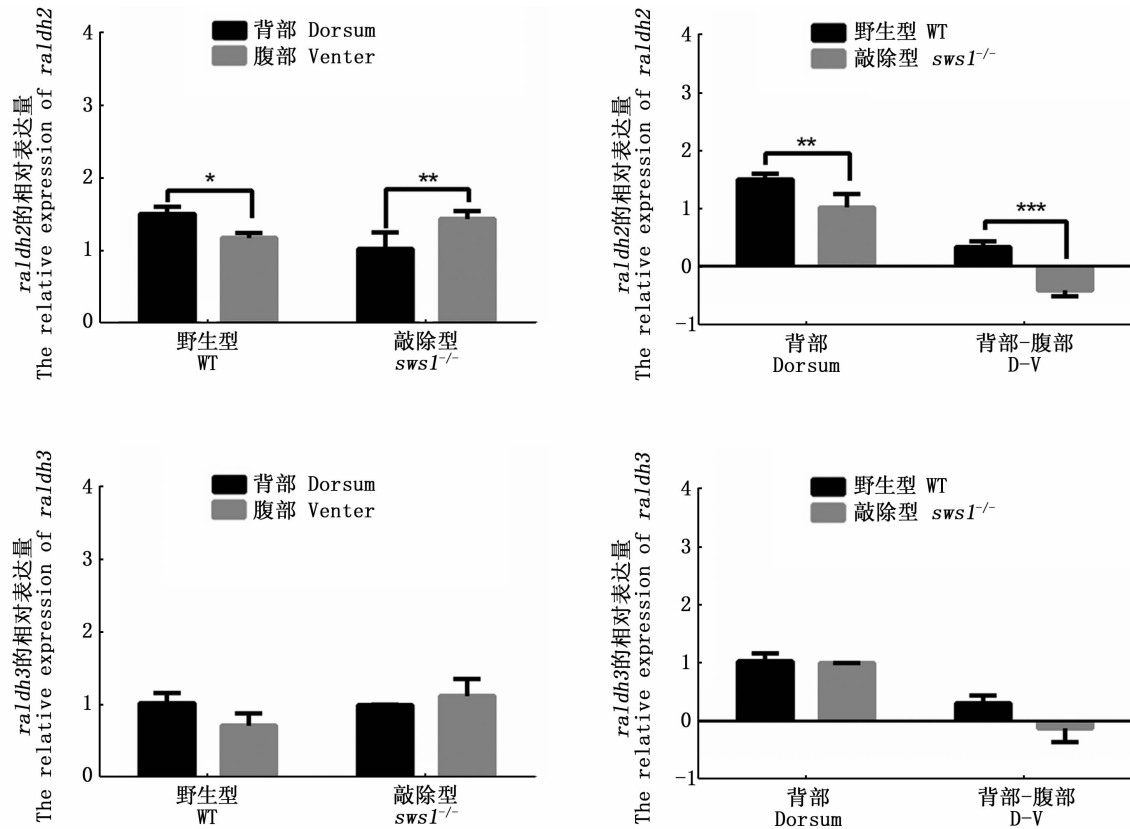 raldh2的相对表达量
The relative expression of raldh2
4
3
2
1
0
背部 Dorsum
腹部 Venter
*
**
野生型
WT
敲除型
sws1⁻/⁻
raldh2的相对表达量
The relative expression of raldh2
4
3
2
1
0
−1
野生型 WT
敲除型 sws1⁻/⁻
**
***
背部
Dorsum
背部-腹部
D-V
raldh3的相对表达量
The relative expression of raldh3
4
3
2
1
0
背部 Dorsum
腹部 Venter
野生型
WT
敲除型
sws1⁻/⁻
raldh3的相对表达量
The relative expression of raldh3
4
3
2
1
0
−1
野生型 WT
敲除型 sws1⁻/⁻
背部
Dorsum
背部-腹部
D-V